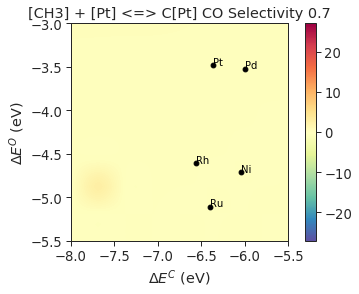 [CH3] + [Pt] <=> C[Pt] CO Selectivity 0.7
−3.0
−3.5
−4.0
−4.5
−5.0
−5.5
ΔE^O (eV)
Pt
Pd
Rh
Ni
Ru
−8.0 −7.5 −7.0 −6.5 −6.0 −5.5
ΔE^C (eV)
20
10
0
−10
−20